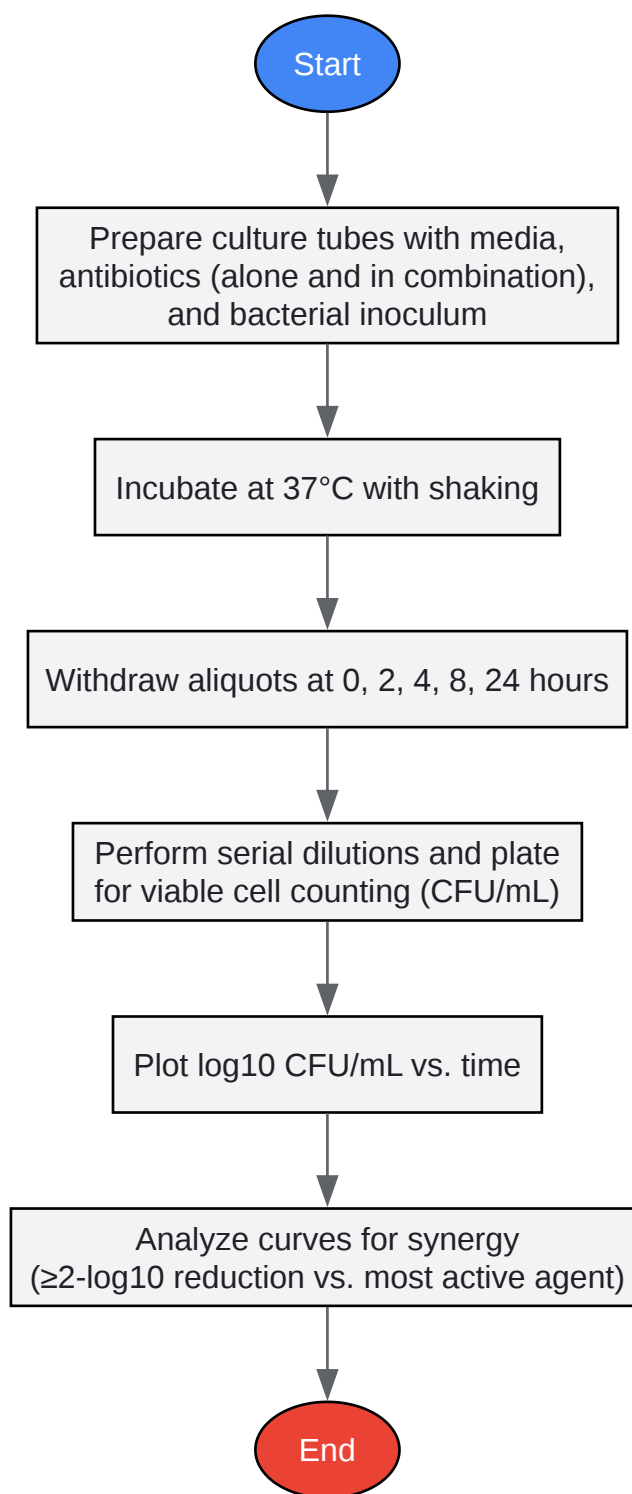 Start
Prepare culture tubes with media,
antibiotics (alone and in combination),
and bacterial inoculum
Incubate at 37°C with shaking
Withdraw aliquots at 0, 2, 4, 8, 24 hours
Perform serial dilutions and plate
for viable cell counting (CFU/mL)
Plot log10 CFU/mL vs. time
Analyze curves for synergy
(≥2-log10 reduction vs. most active agent)
End